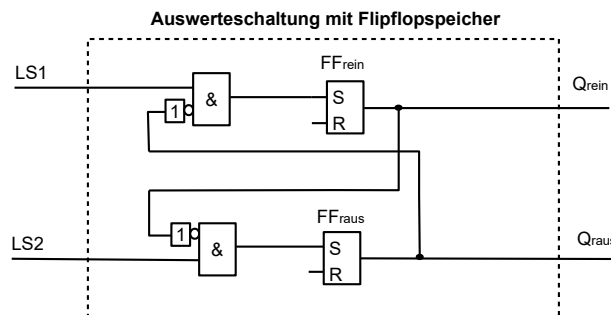 Auswerteschaltung mit Flipflopspeicher
FFrein
LS1
Qrein
1
&
S
R
FFraus
LS2
Qraus
1
&
S
R